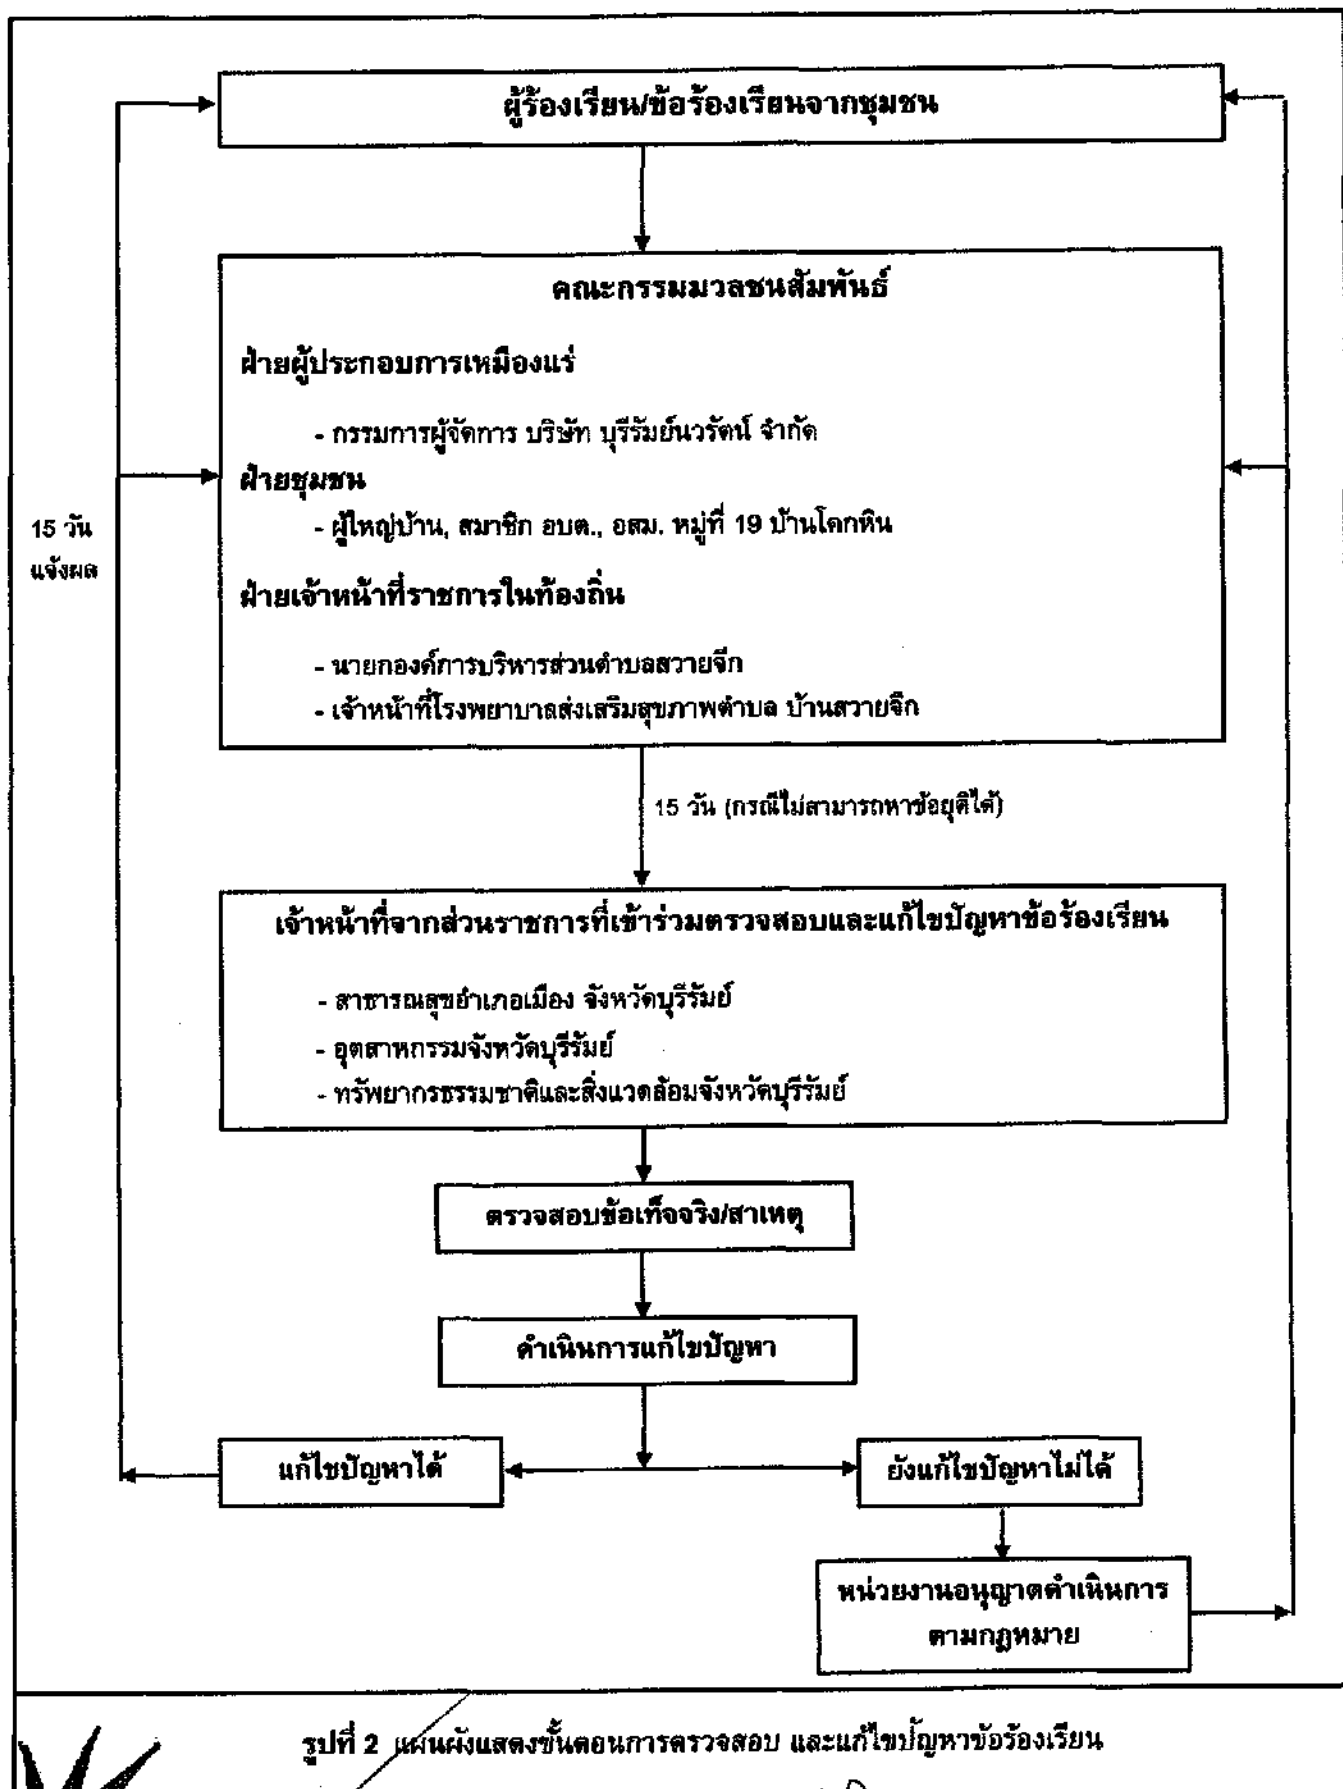 ผู้ร้องเรียน/ข้อร้องเรียนจากชุมชน
คณะกรรมมวลชนสัมพันธ์
ฝ่ายผู้ประกอบการเหมืองแร่
- กรรมการผู้จัดการ บริษัท บุรีรัมย์นวรัตน์ จำกัด
ฝ่ายชุมชน
- ผู้ใหญ่บ้าน, สมาชิก อบต., อสม. หมู่ที่ 19 บ้านโคกหิน
15 วัน
แจ้งผล
ฝ่ายเจ้าหน้าที่ราชการในท้องถิ่น
- นายกองค์การบริหารส่วนตำบลสวายจีก
- เจ้าหน้าที่โรงพยาบาลส่งเสริมสุขภาพตำบล บ้านสวายจีก
15 วัน (กรณีไม่สามารถหาข้อยุติได้)
เจ้าหน้าที่จากส่วนราชการที่เข้าร่วมตรวจสอบและแก้ไขปัญหาข้อร้องเรียน
- สาธารณสุขอำเภอเมือง จังหวัดบุรีรัมย์
- อุตสาหกรรมจังหวัดบุรีรัมย์
- ทรัพยากรธรรมชาติและสิ่งแวดล้อมจังหวัดบุรีรัมย์
ตรวจสอบข้อเท็จจริง/สาเหตุ
ดำเนินการแก้ไขปัญหา
แก้ไขปัญหาได้
ยังแก้ไขปัญหาไม่ได้
หน่วยงานอนุญาตดำเนินการ
ตามกฎหมาย
รูปที่ 2 แผนผังแสดงขั้นตอนการตรวจสอบ และแก้ไขปัญหาข้อร้องเรียน